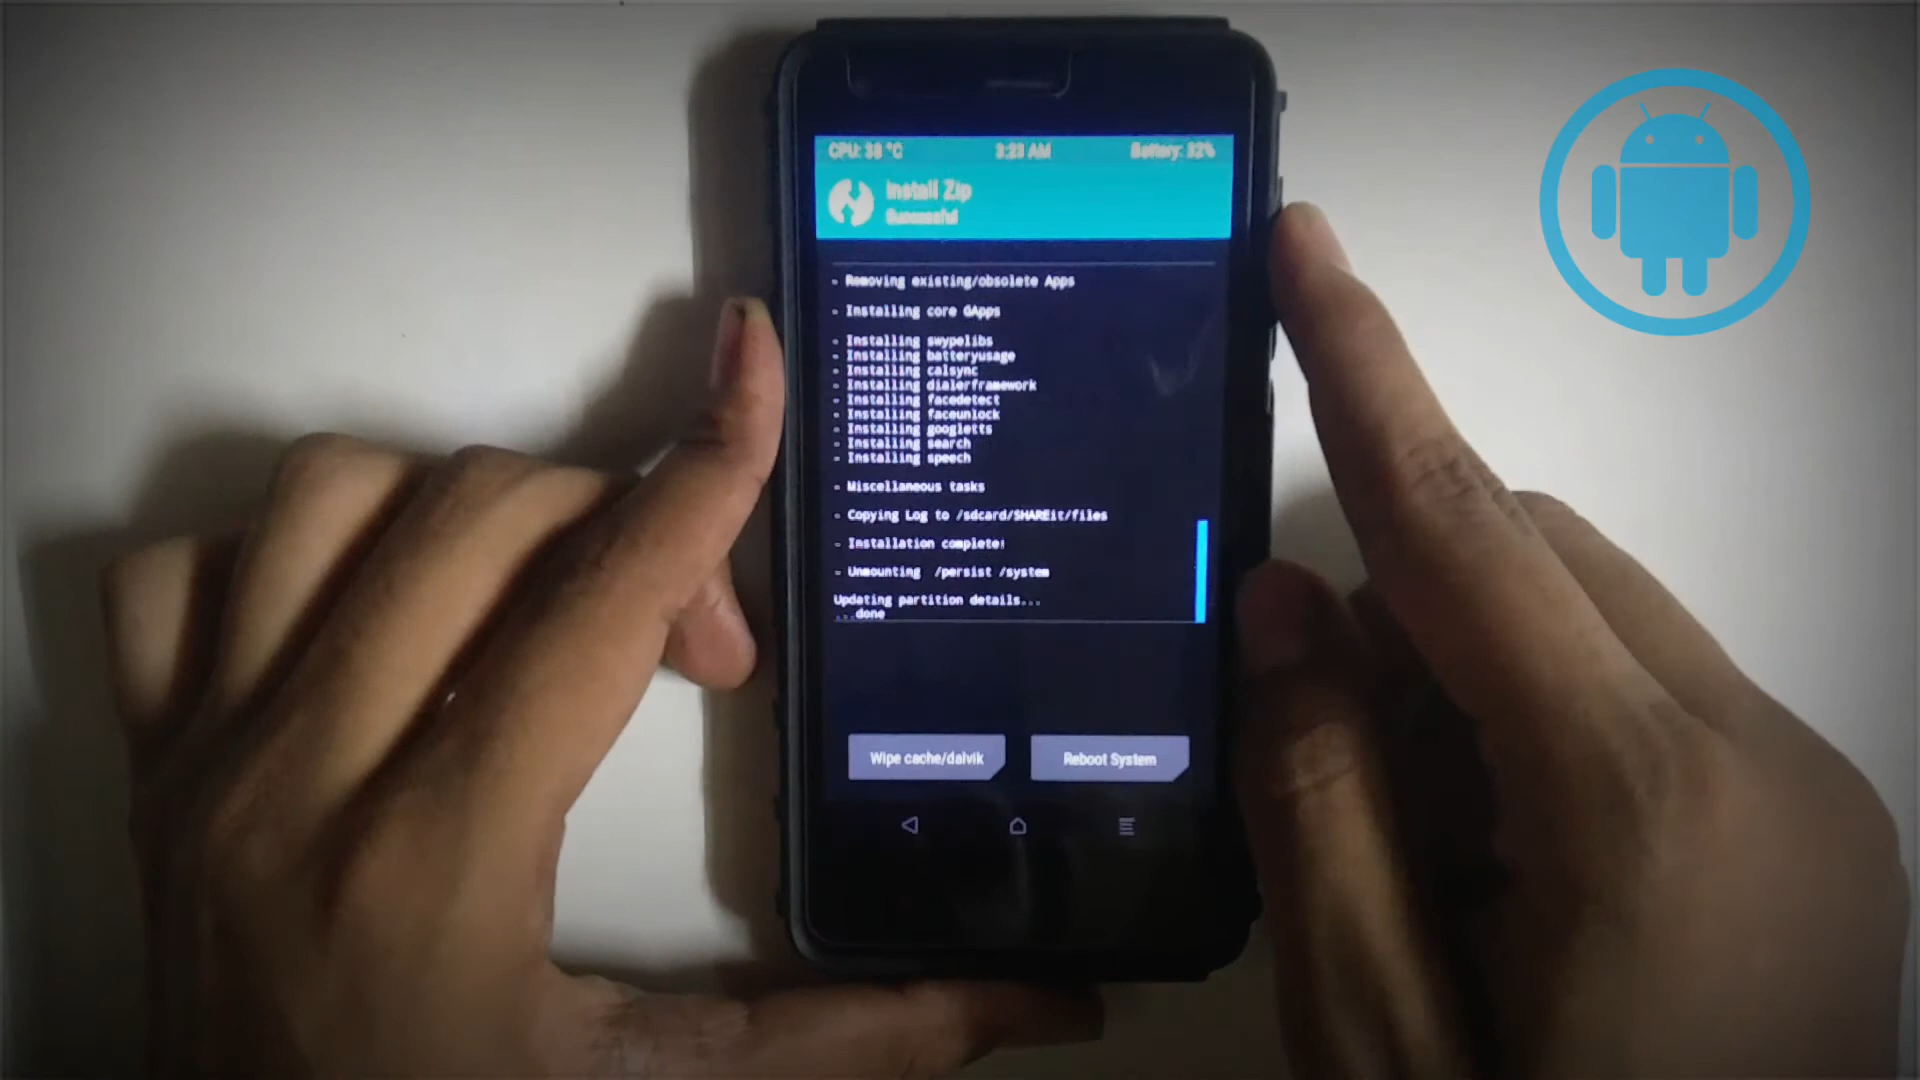 CPU: 38 °C 3:23 AM Battery: 32%
Install Zip
Successful
- Removing existing/obsolete Apps
- Installing core GApps
- Installing swypelibs
- Installing batteryusage
- Installing calsync
- Installing dialerframework
- Installing facedetect
- Installing faceunlock
- Installing googletts
- Installing search
- Installing speech
- Miscellaneous tasks
- Copying Log to /sdcard/SHAREit/files
- Installation complete!
- Unmounting /persist /system
Updating partition details...
...done
Wipe cache/dalvik
Reboot System